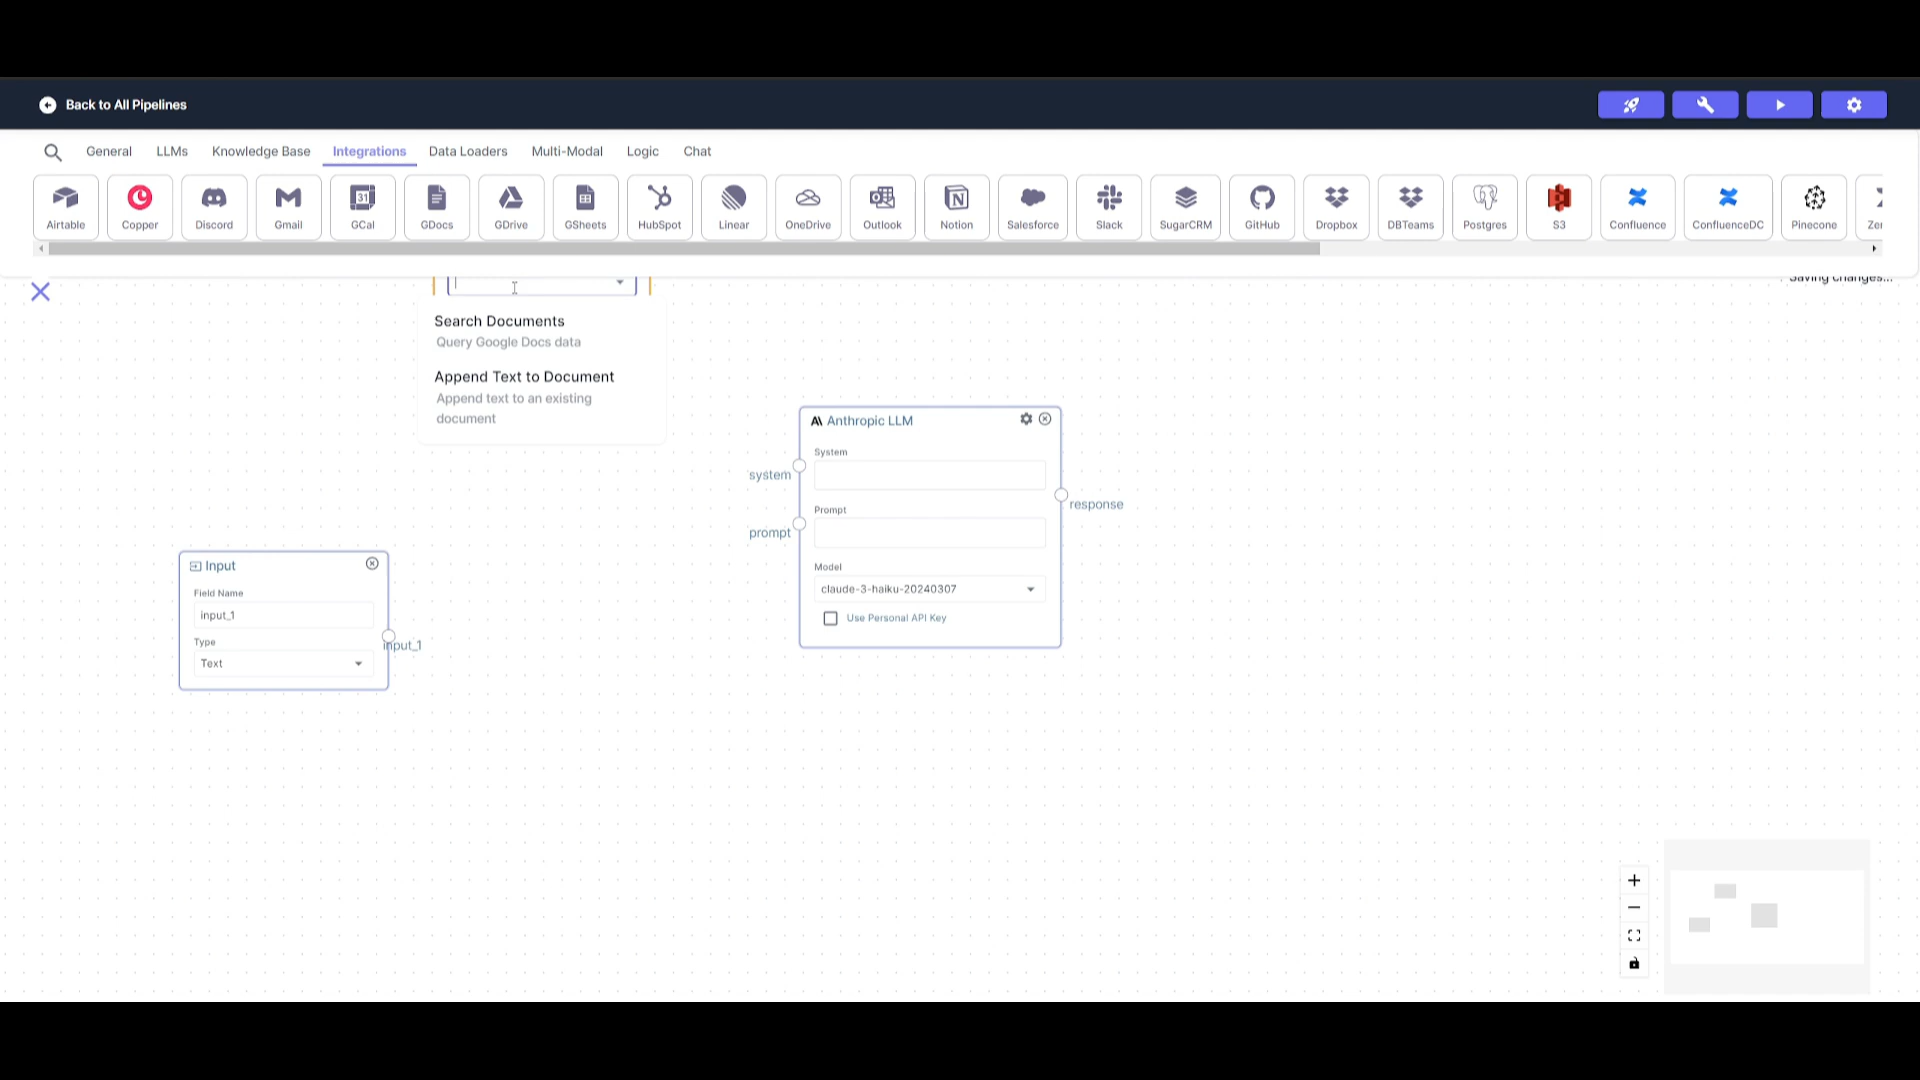 Back to All Pipelines
General LLMs Knowledge Base Integrations Data Loaders Multi-Modal Logic Chat
Airtable Copper Discord Gmail GCal GDocs GDrive GSheets HubSpot Linear OneDrive Outlook Notion Salesforce Slack SugarCRM GitHub Dropbox DBTeams Postgres S3 Confluence ConfluenceDC Pinecone
31
Saving changes...
Search Documents
Query Google Docs data
Append Text to Document
Append text to an existing
document
Anthropic LLM
System
system
Prompt
prompt
response
Model
claude-3-haiku-20240307
Use Personal API Key
Input
Field Name
input_1
Type
input_1
Text